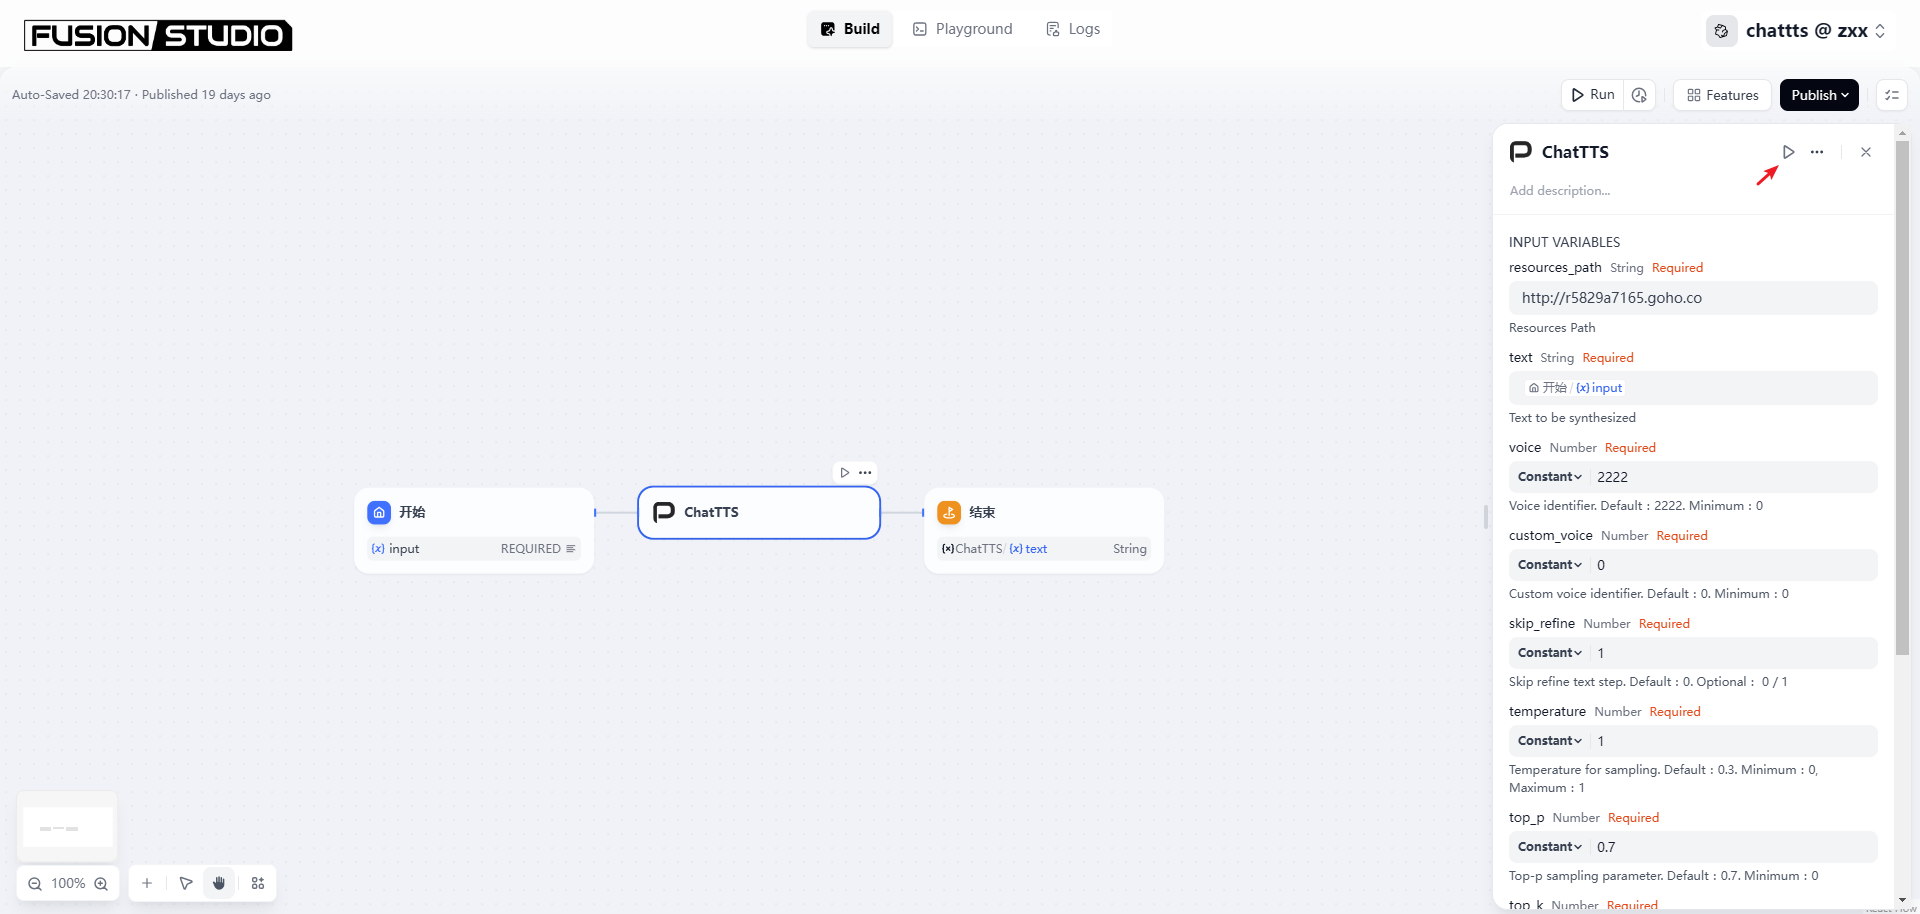 FUSION STUDIO
Build
Playground
Logs
chattts @ zxx
Auto-Saved 20:30:17 · Published 19 days ago
Run
Features
Publish
ChatTTS
Add description...
INPUT VARIABLES
resources_path String Required
http://r5829a7165.goho.co
Resources Path
text String Required
开始 / {x} input
Text to be synthesized
voice Number Required
Constant 2222
Voice identifier. Default : 2222. Minimum : 0
custom_voice Number Required
Constant 0
Custom voice identifier. Default : 0. Minimum : 0
skip_refine Number Required
Constant 1
Skip refine text step. Default : 0. Optional : 0 / 1
temperature Number Required
Constant 1
Temperature for sampling. Default : 0.3. Minimum : 0,
Maximum : 1
top_p Number Required
Constant 0.7
Top-p sampling parameter. Default : 0.7. Minimum : 0
top_k Number Required
开始
{x} input REQUIRED
ChatTTS
结束
{x} ChatTTS / {x} text String
100%
React Flow